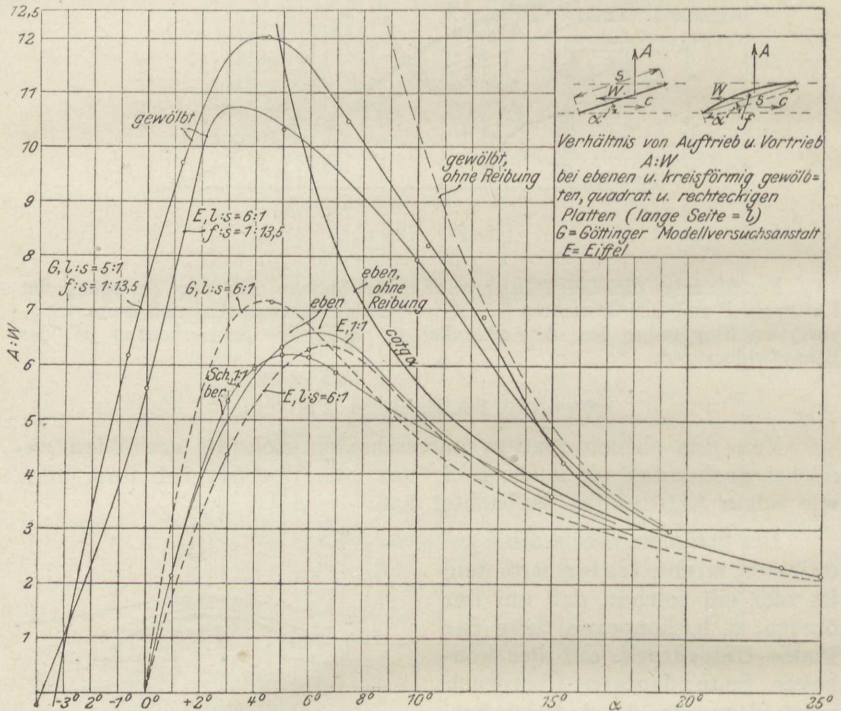 12,5
12
11
10
9
8
7
6
5
4
3
2
1
A:W
-3° 2° -1° 0° +2° 4° 6° 8° 10° 15° α 20° 25°
gewölbt
E, l:s=6:1
f:s=1:13,5
G, l:s=5:1,
f:s=1:13,5
G, l:s=6:1
eben
Sch, 1:1
ber.
E, 1:1
E, l:s=6:1
eben,
ohne
Reibung
cotg α
gewölbt,
ohne Reibung
A
s
W
c
α
A
W
s
c
α
f
Verhältnis von Auftrieb u. Vortrieb
A:W
bei ebenen u. kreisförmig gewölb=
ten, quadrat. u. rechteckigen
Platten (lange Seite = l)
G = Göttinger Modellversuchsanstalt
E = Eiffel